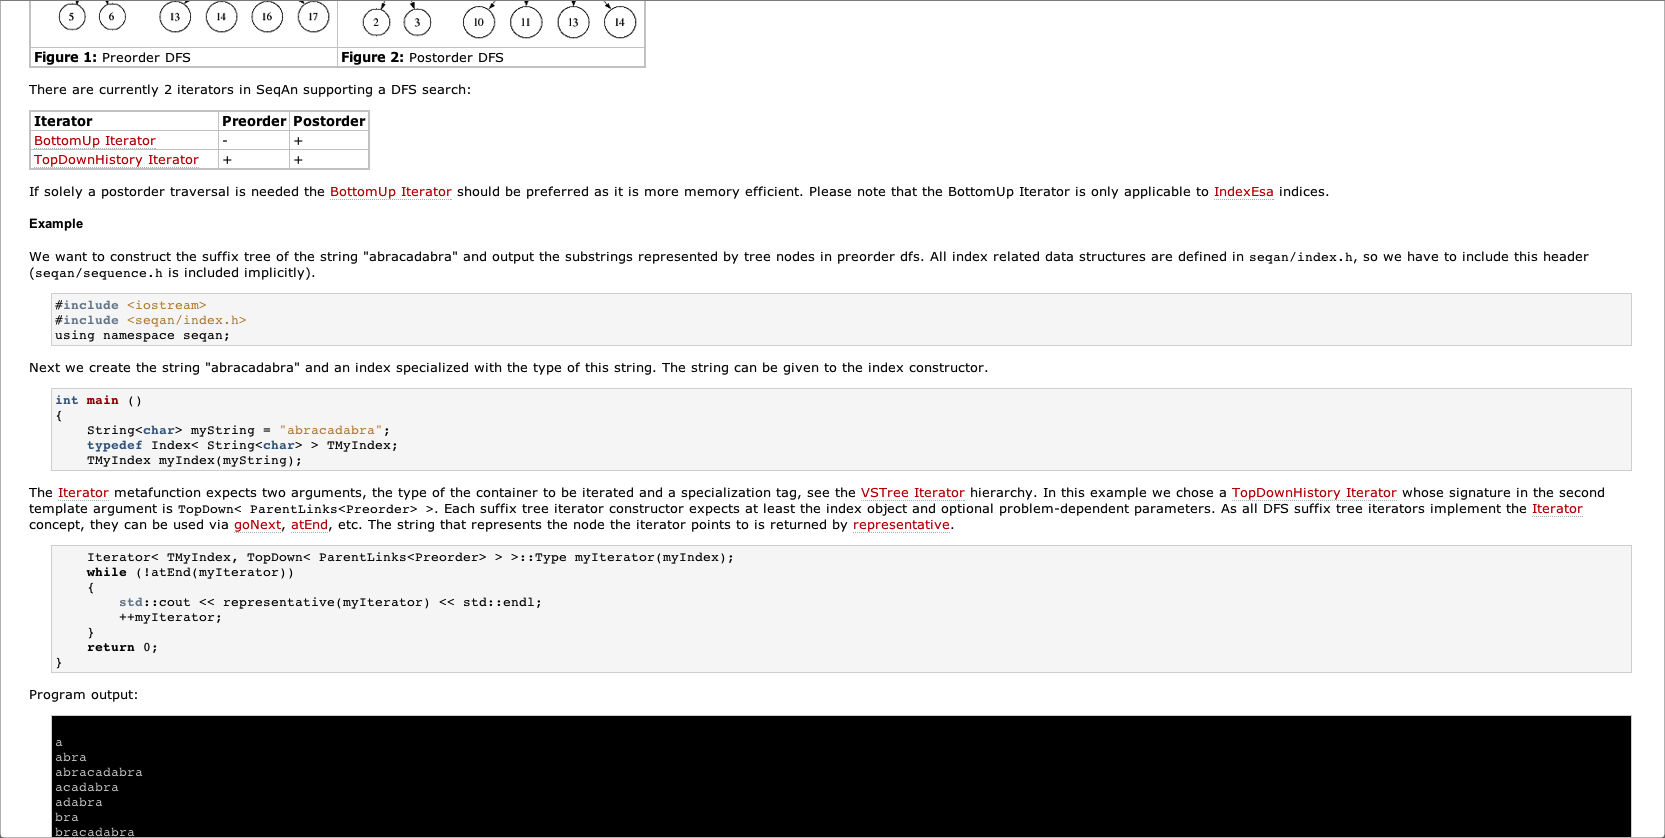 5 6 13 14 16 17 2 3 10 11 13 14
Figure 1: Preorder DFS Figure 2: Postorder DFS
There are currently 2 iterators in SeqAn supporting a DFS search:
Iterator Preorder Postorder
BottomUp Iterator - +
TopDownHistory Iterator + +
If solely a postorder traversal is needed the BottomUp Iterator should be preferred as it is more memory efficient. Please note that the BottomUp Iterator is only applicable to IndexEsa indices.
Example
We want to construct the suffix tree of the string "abracadabra" and output the substrings represented by tree nodes in preorder dfs. All index related data structures are defined in seqan/index.h, so we have to include this header
(seqan/sequence.h is included implicitly).
#include <iostream>
#include <seqan/index.h>
using namespace seqan;
Next we create the string "abracadabra" and an index specialized with the type of this string. The string can be given to the index constructor.
int main ()
{
    String<char> myString = "abracadabra";
    typedef Index< String<char> > TMyIndex;
    TMyIndex myIndex(myString);
The Iterator metafunction expects two arguments, the type of the container to be iterated and a specialization tag, see the VSTree Iterator hierarchy. In this example we chose a TopDownHistory Iterator whose signature in the second
template argument is TopDown< ParentLinks<Preorder> >. Each suffix tree iterator constructor expects at least the index object and optional problem-dependent parameters. As all DFS suffix tree iterators implement the Iterator
concept, they can be used via goNext, atEnd, etc. The string that represents the node the iterator points to is returned by representative.
    Iterator< TMyIndex, TopDown< ParentLinks<Preorder> > >::Type myIterator(myIndex);
    while (!atEnd(myIterator))
    {
        std::cout << representative(myIterator) << std::endl;
        ++myIterator;
    }
    return 0;
}
Program output:
a
abra
abracadabra
acadabra
adabra
bra
bracadabra